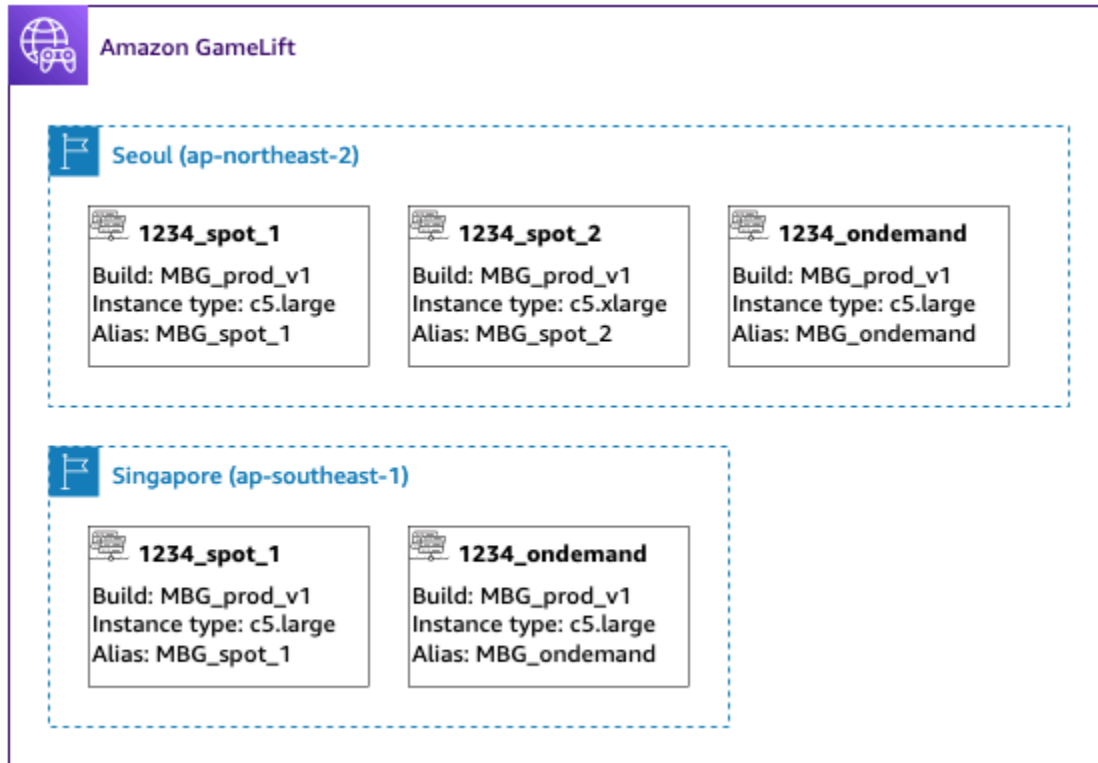 Amazon GameLift
Seoul (ap-northeast-2)
1234_spot_1
Build: MBG_prod_v1
Instance type: c5.large
Alias: MBG_spot_1
1234_spot_2
Build: MBG_prod_v1
Instance type: c5.xlarge
Alias: MBG_spot_2
1234_ondemand
Build: MBG_prod_v1
Instance type: c5.large
Alias: MBG_ondemand
Singapore (ap-southeast-1)
1234_spot_1
Build: MBG_prod_v1
Instance type: c5.large
Alias: MBG_spot_1
1234_ondemand
Build: MBG_prod_v1
Instance type: c5.large
Alias: MBG_ondemand